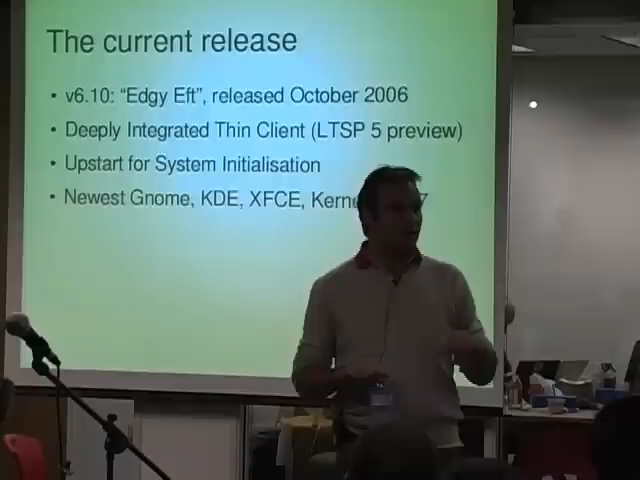 The current release
• v6.10: “Edgy Eft”, released October 2006
• Deeply Integrated Thin Client (LTSP 5 preview)
• Upstart for System Initialisation
• Newest Gnome, KDE, XFCE,